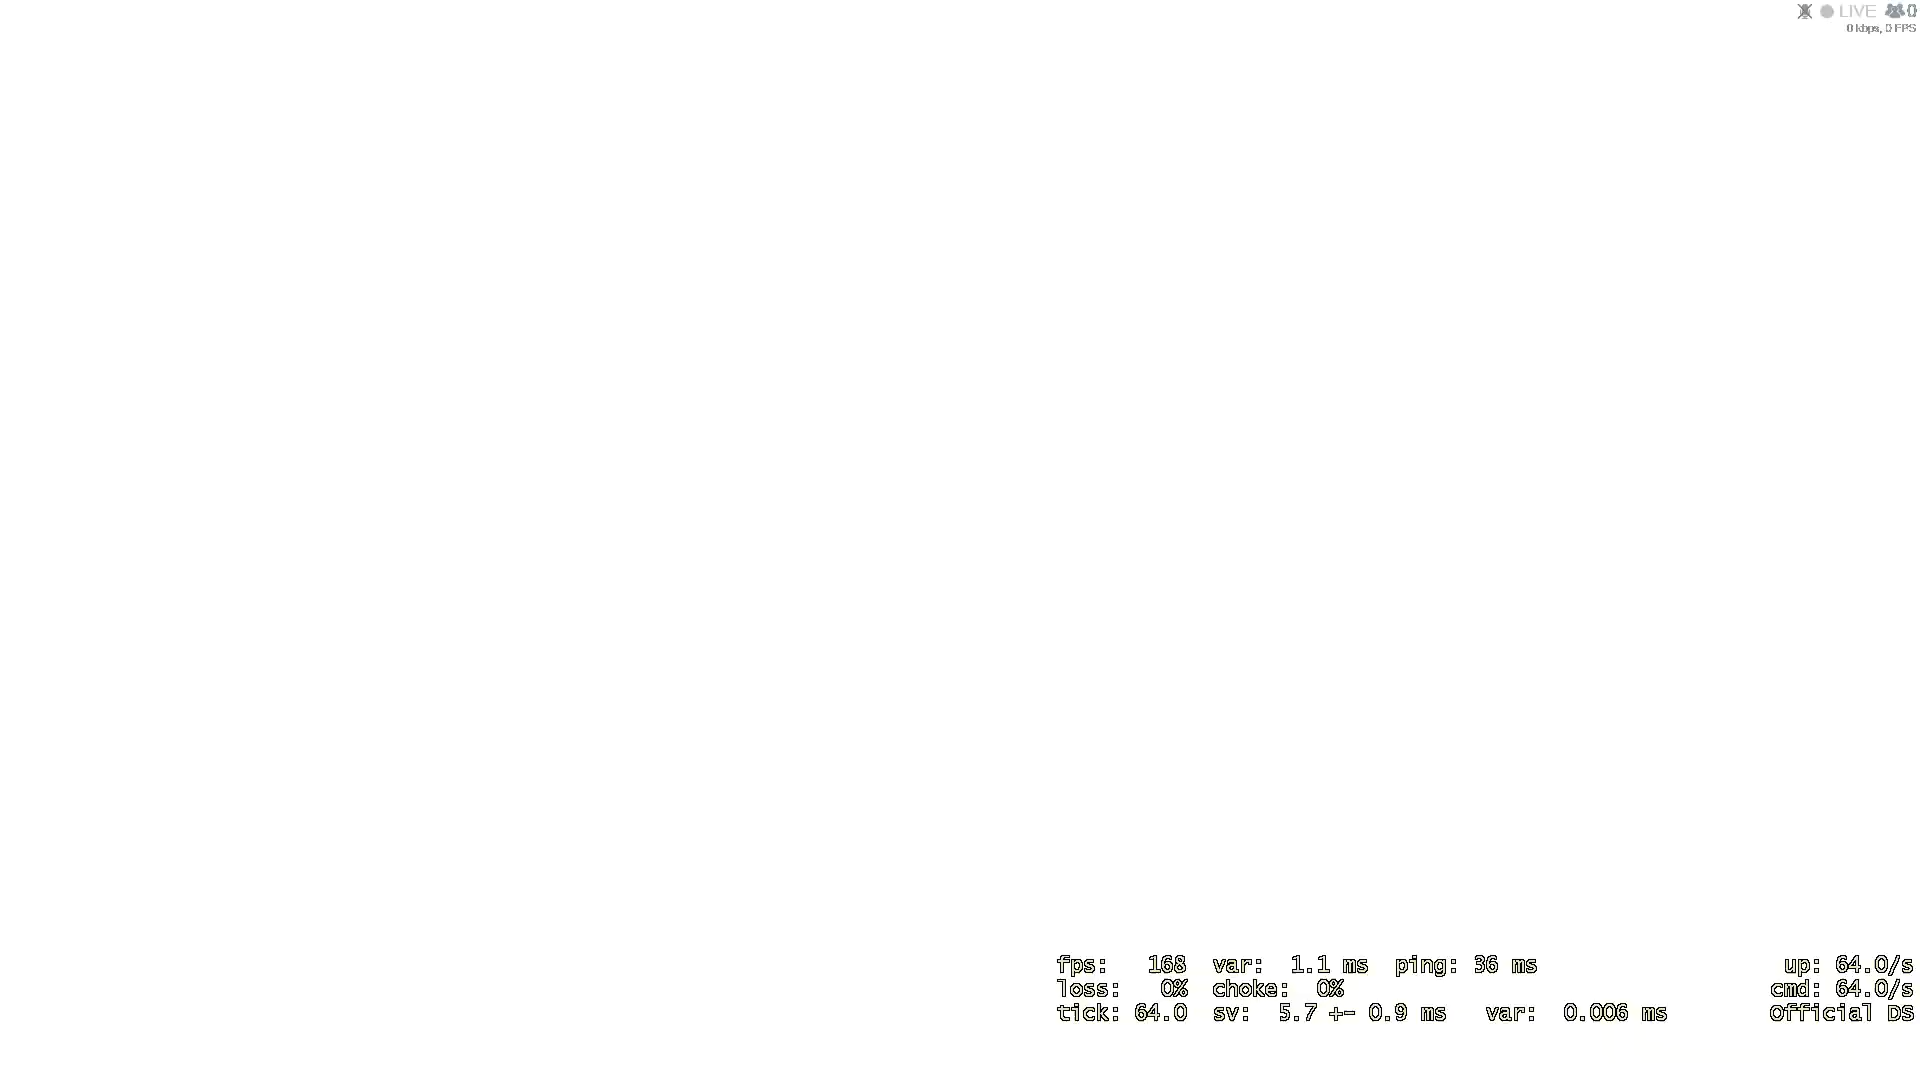 LIVE 0
0 kbps, 0 FPS
fps: 168 var: 1.1 ms ping: 36 ms up: 64.0/s
loss: 0% choke: 0% cmd: 64.0/s
tick: 64.0 sv: 5.7 +- 0.9 ms var: 0.006 ms Official DS